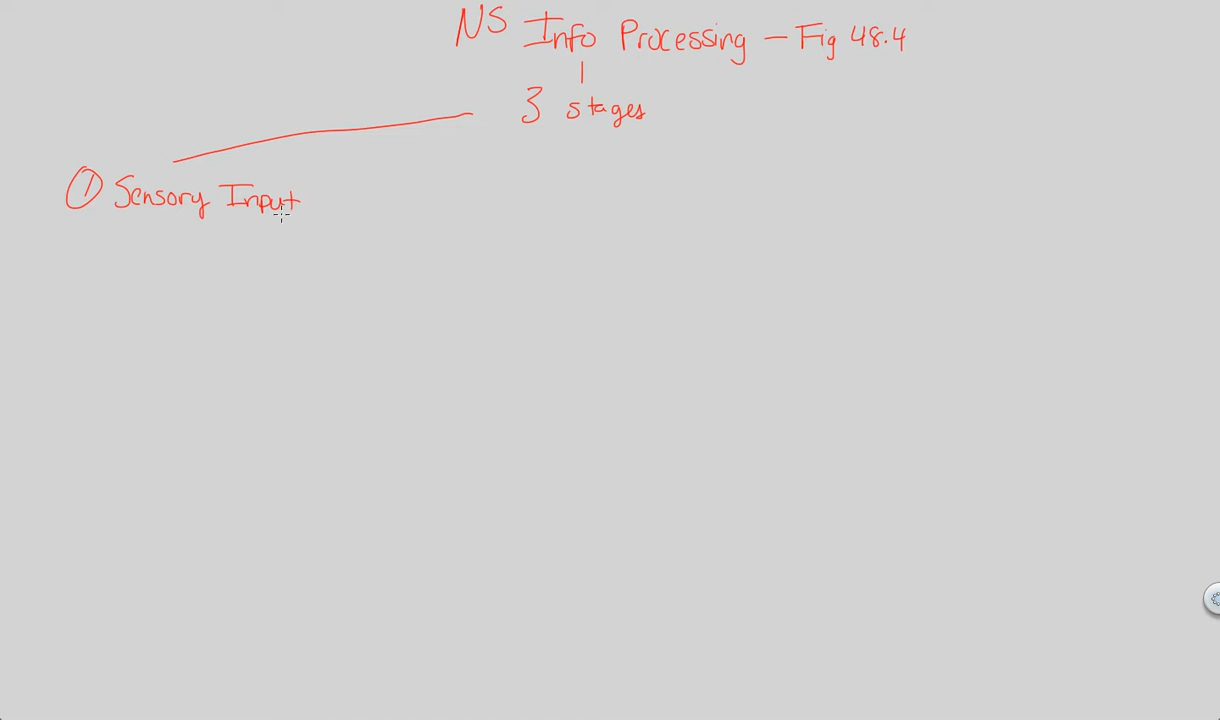 NS Info Processing — Fig 48.4
3 stages
① Sensory Input